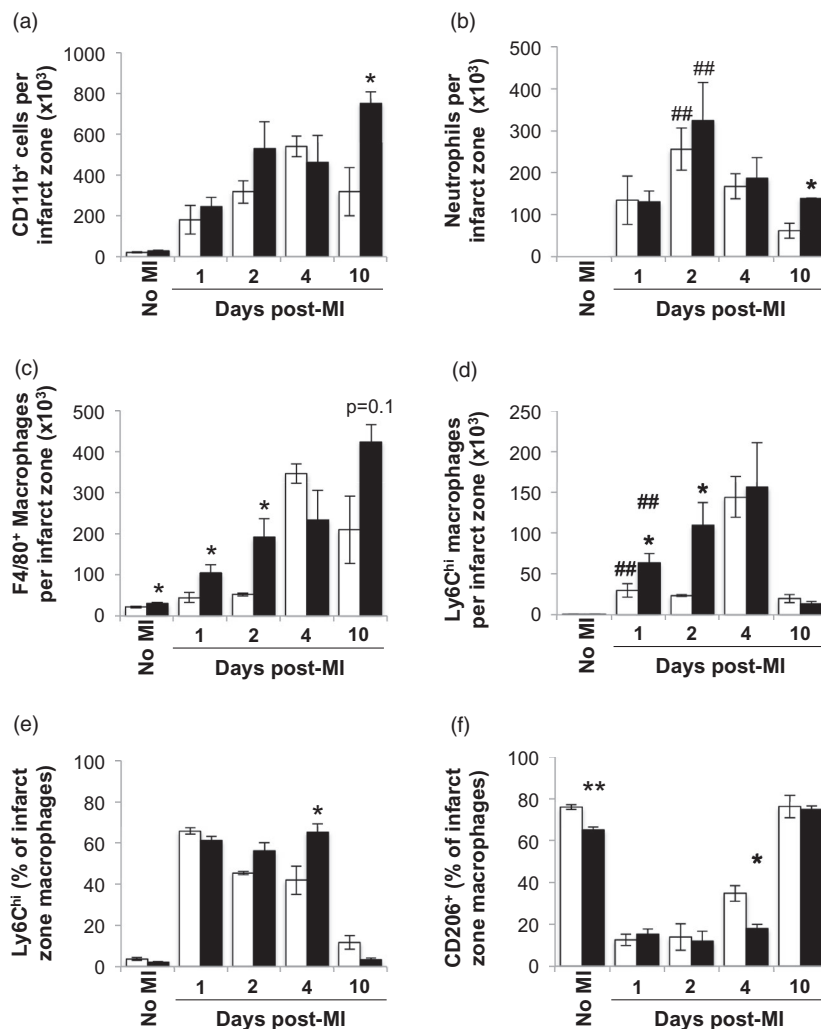 (a)
CD11b⁺ cells per
infarct zone (x10³)
1000
800
600
400
200
0
*
No MI
1 2 4 10
Days post-MI
(b)
Neutrophils per
infarct zone (x10³)
500
400
300
200
100
0
##
##
*
No MI
1 2 4 10
Days post-MI
(c)
F4/80⁺ Macrophages
per infarct zone (x10³)
500
400
300
200
100
0
*
*
*
p=0.1
No MI
1 2 4 10
Days post-MI
(d)
Ly6Cʰⁱ macrophages
per infarct zone (x10³)
250
200
150
100
50
0
##
##
*
*
No MI
1 2 4 10
Days post-MI
(e)
Ly6Cʰⁱ (% of infarct
zone macrophages)
100
80
60
40
20
0
*
No MI
1 2 4 10
Days post-MI
(f)
CD206⁺ (% of infarct
zone macrophages)
100
80
60
40
20
0
**
*
No MI
1 2 4 10
Days post-MI